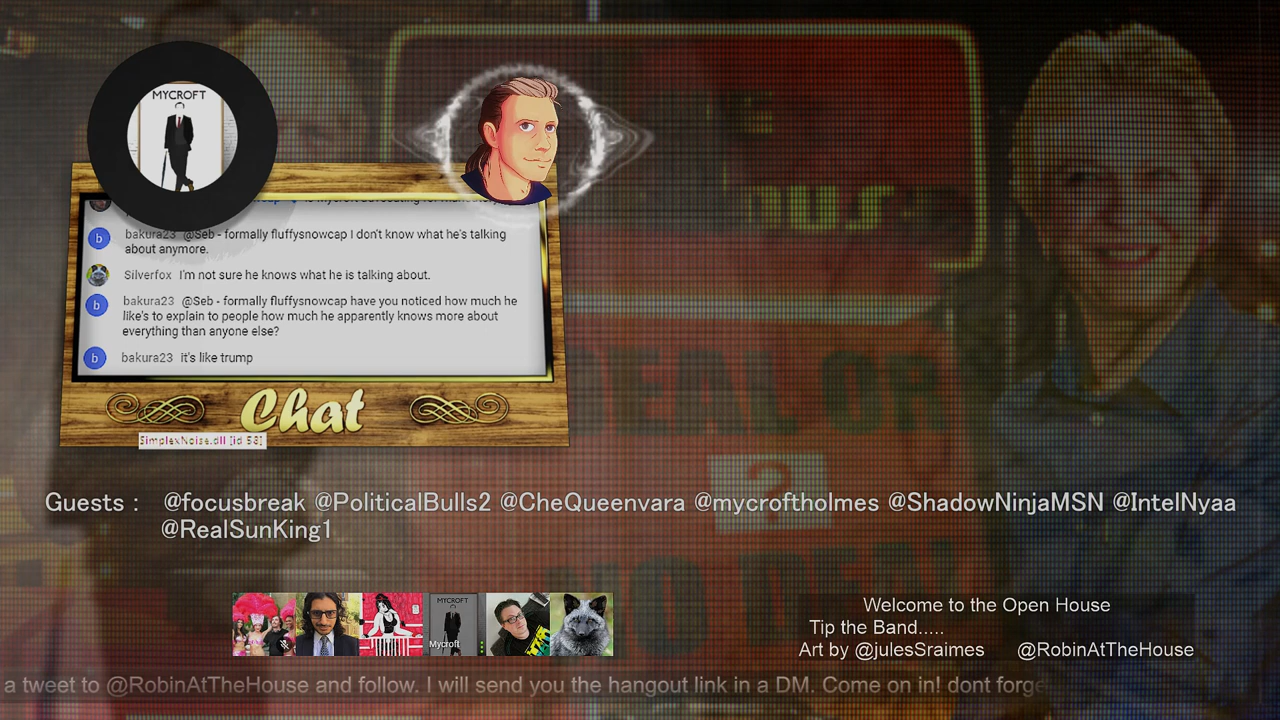 MYCROFT
bakura23 @Seb - formally fluffysnowcap I don't know what he's talking
about anymore.
Silverfox I'm not sure he knows what he is talking about.
b
bakura23 @Seb - formally fluffysnowcap have you noticed how much he
like's to explain to people how much he apparently knows more about
everything than anyone else?
b
bakura23 it's like trump
b
Chat
SimplexNoise.dll [id 58]
DEAL OR
?
NO DEAL
Guests : @focusbreak @PoliticalBulls2 @CheQueenvara @mycroftholmes @ShadowNinjaMSN @IntelNyaa
@RealSunKing1
MYCROFT
Mycroft
Welcome to the Open House
Tip the Band.....
Art by @julesSraimes @RobinAtTheHouse
a tweet to @RobinAtTheHouse and follow. I will send you the hangout link in a DM. Come on in! dont forge